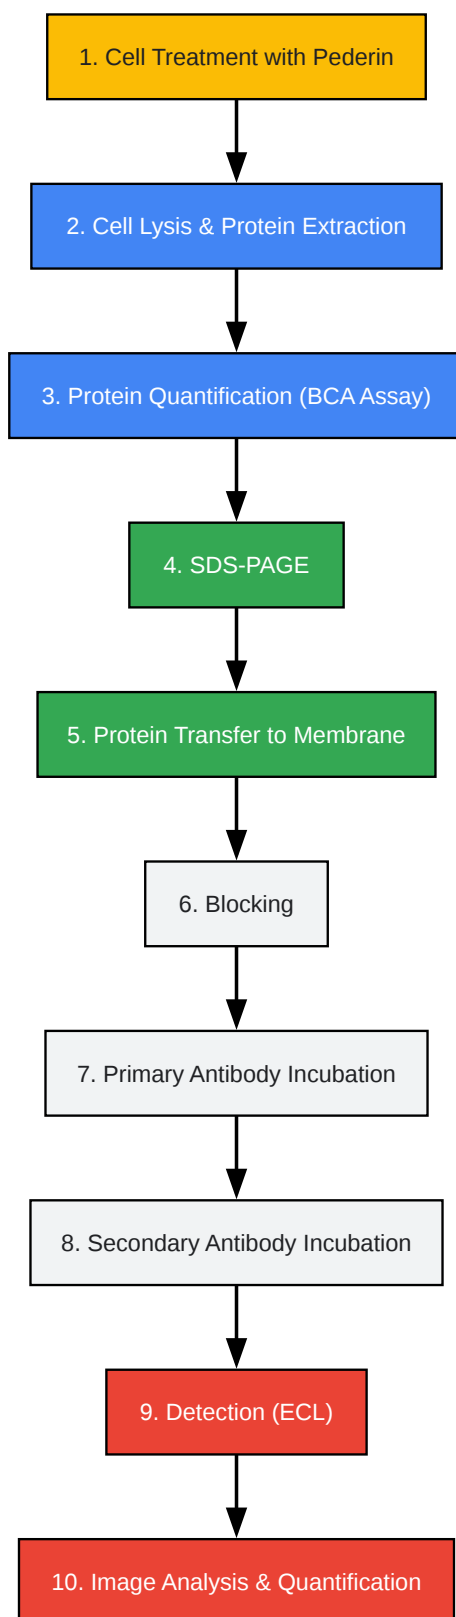 1. Cell Treatment with Pederin
2. Cell Lysis & Protein Extraction
3. Protein Quantification (BCA Assay)
4. SDS-PAGE
5. Protein Transfer to Membrane
6. Blocking
7. Primary Antibody Incubation
8. Secondary Antibody Incubation
9. Detection (ECL)
10. Image Analysis & Quantification